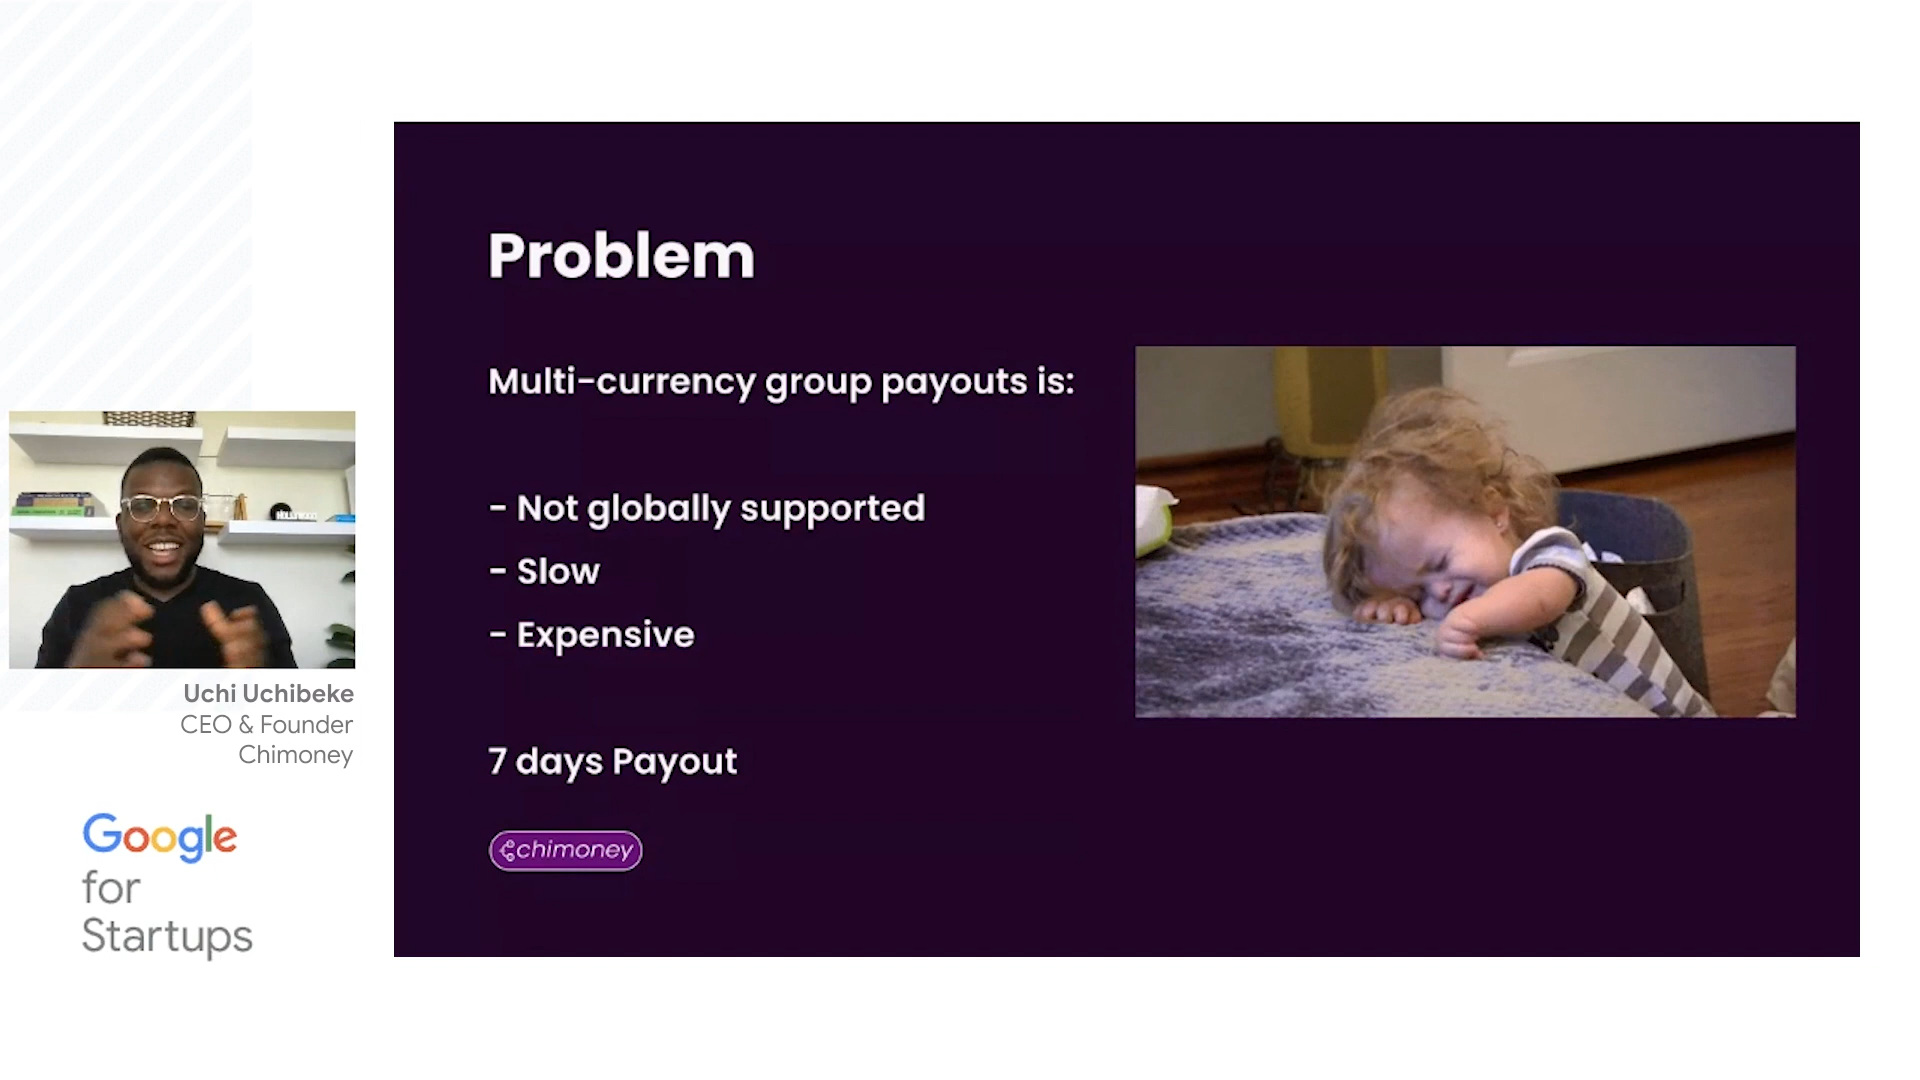 Problem
Multi-currency group payouts is:
- Not globally supported
- Slow
- Expensive
7 days Payout
chimoney
Uchi Uchibeke
CEO & Founder
Chimoney
Google
for
Startups